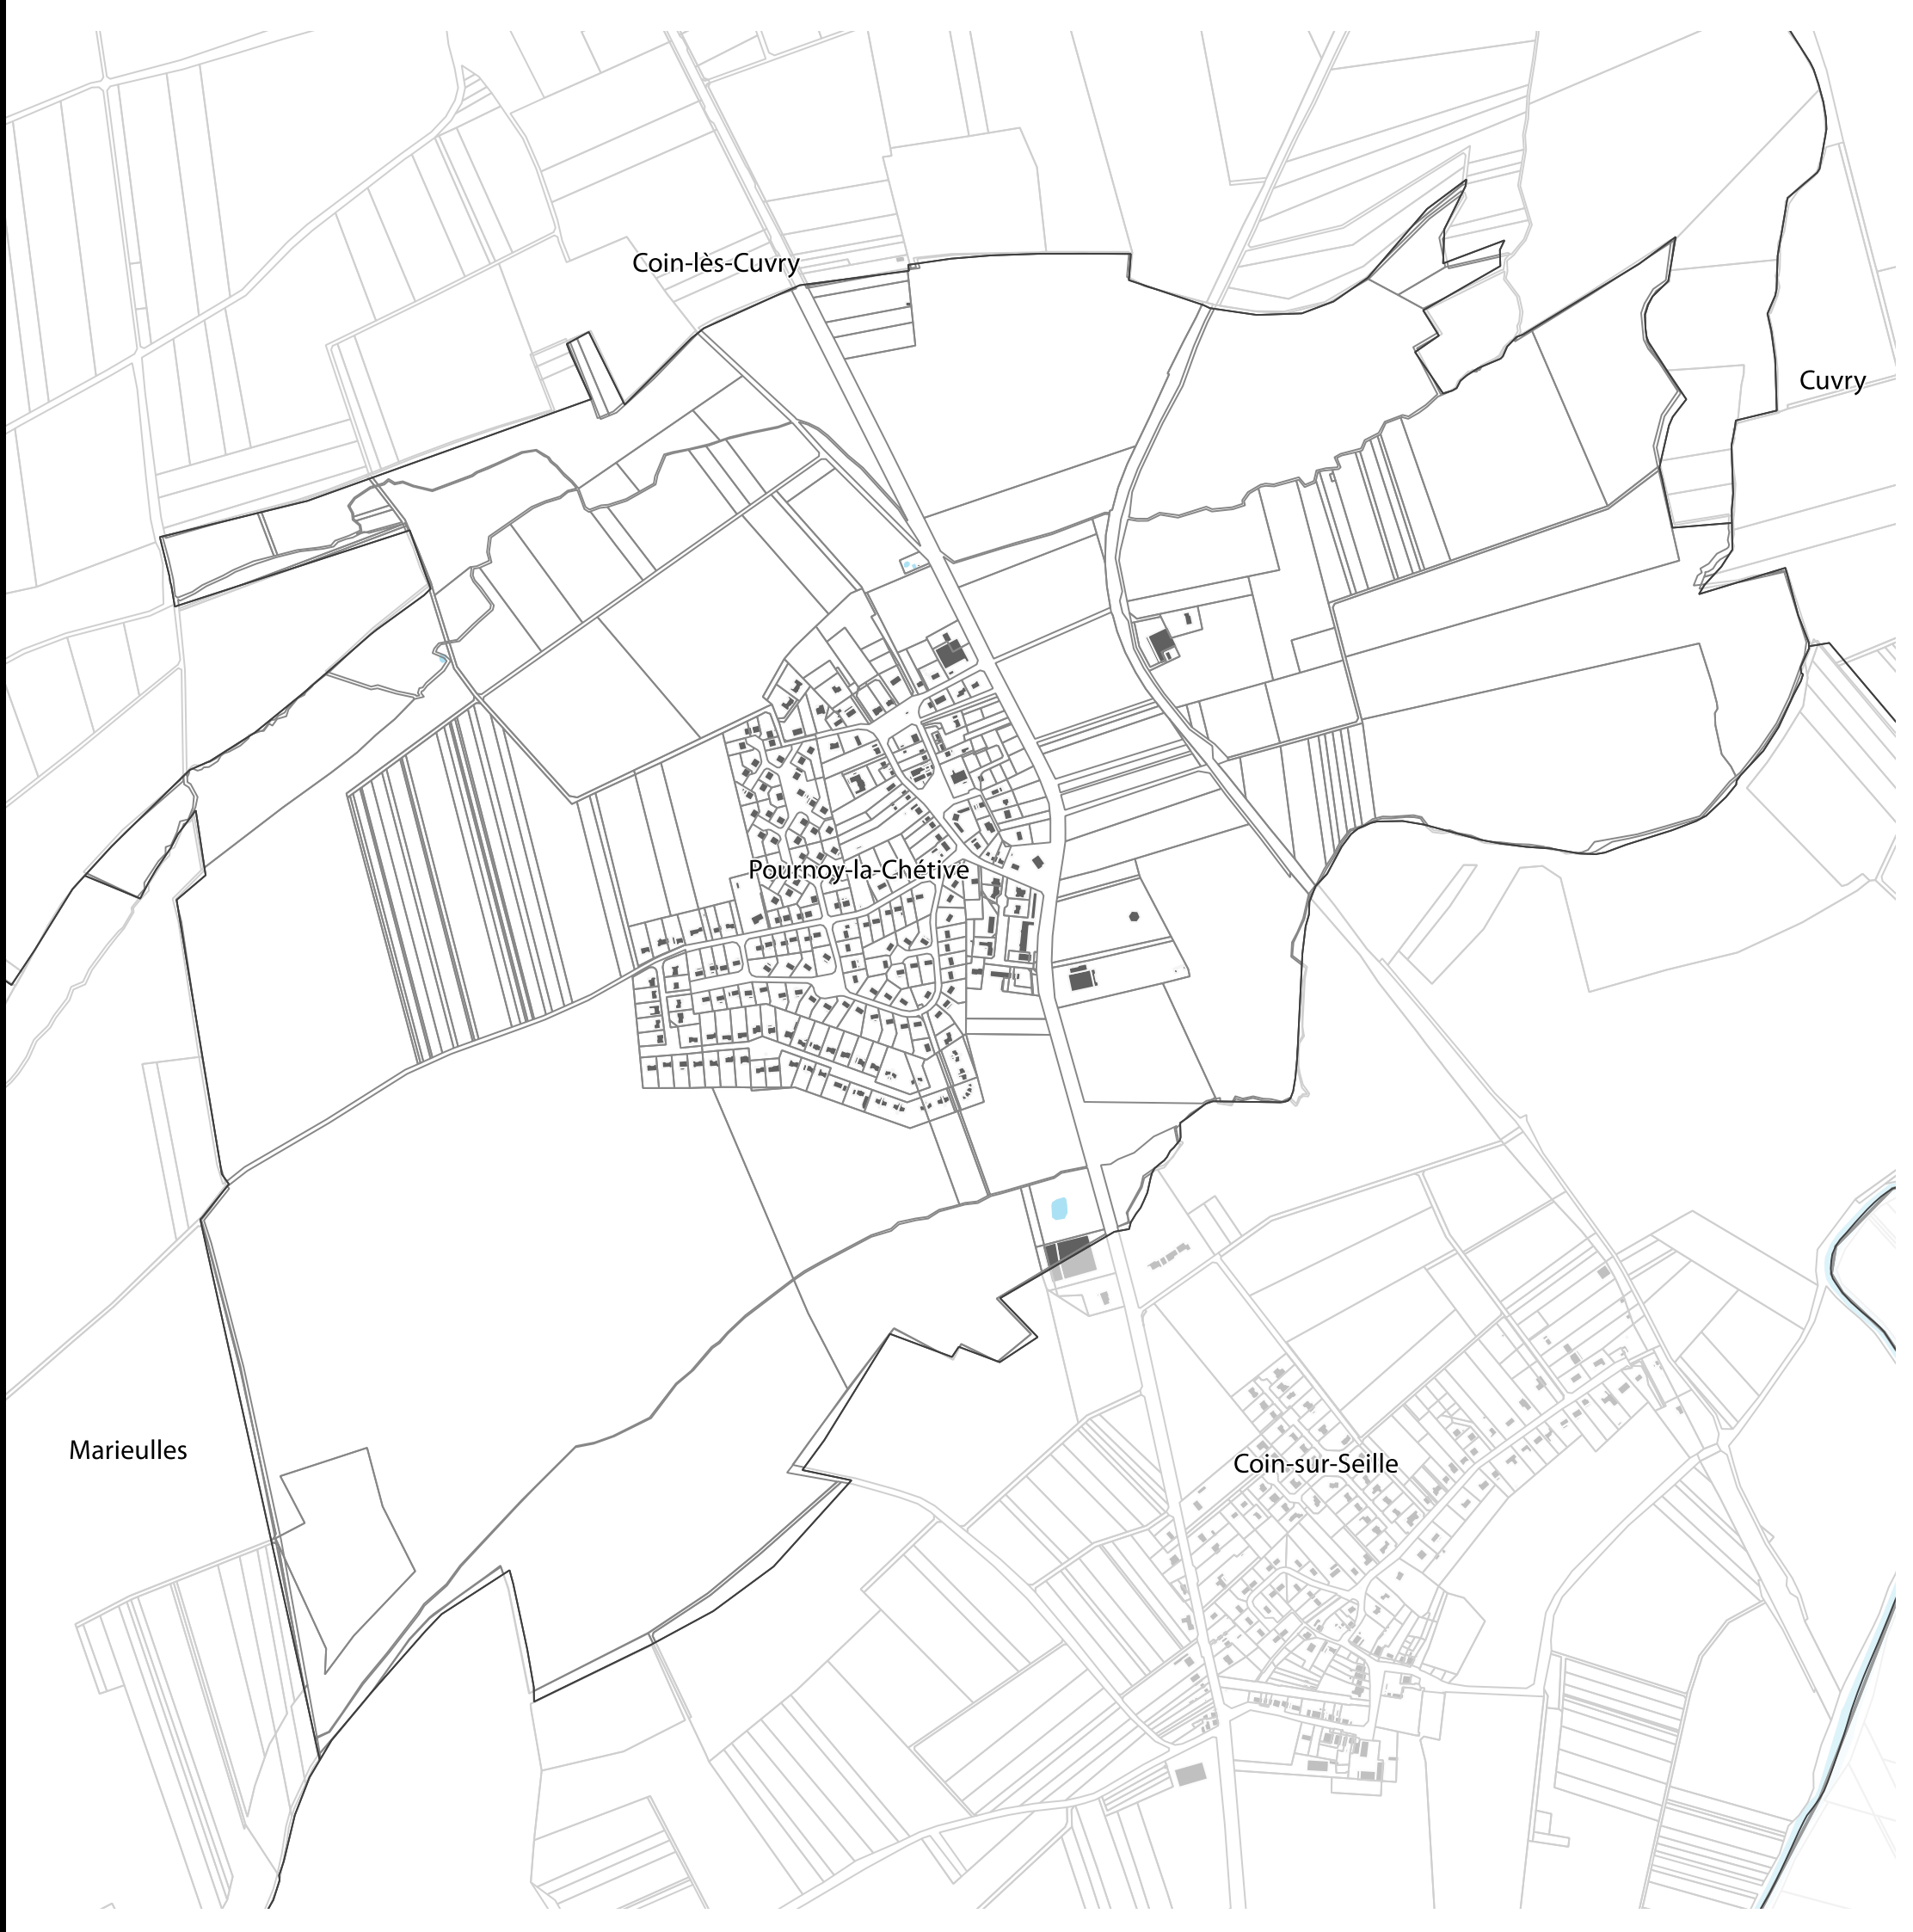 Coin-lès-Cuvry
Cuvry
Pournoy-la-Chétive
Marieulles
Coin-sur-Seille